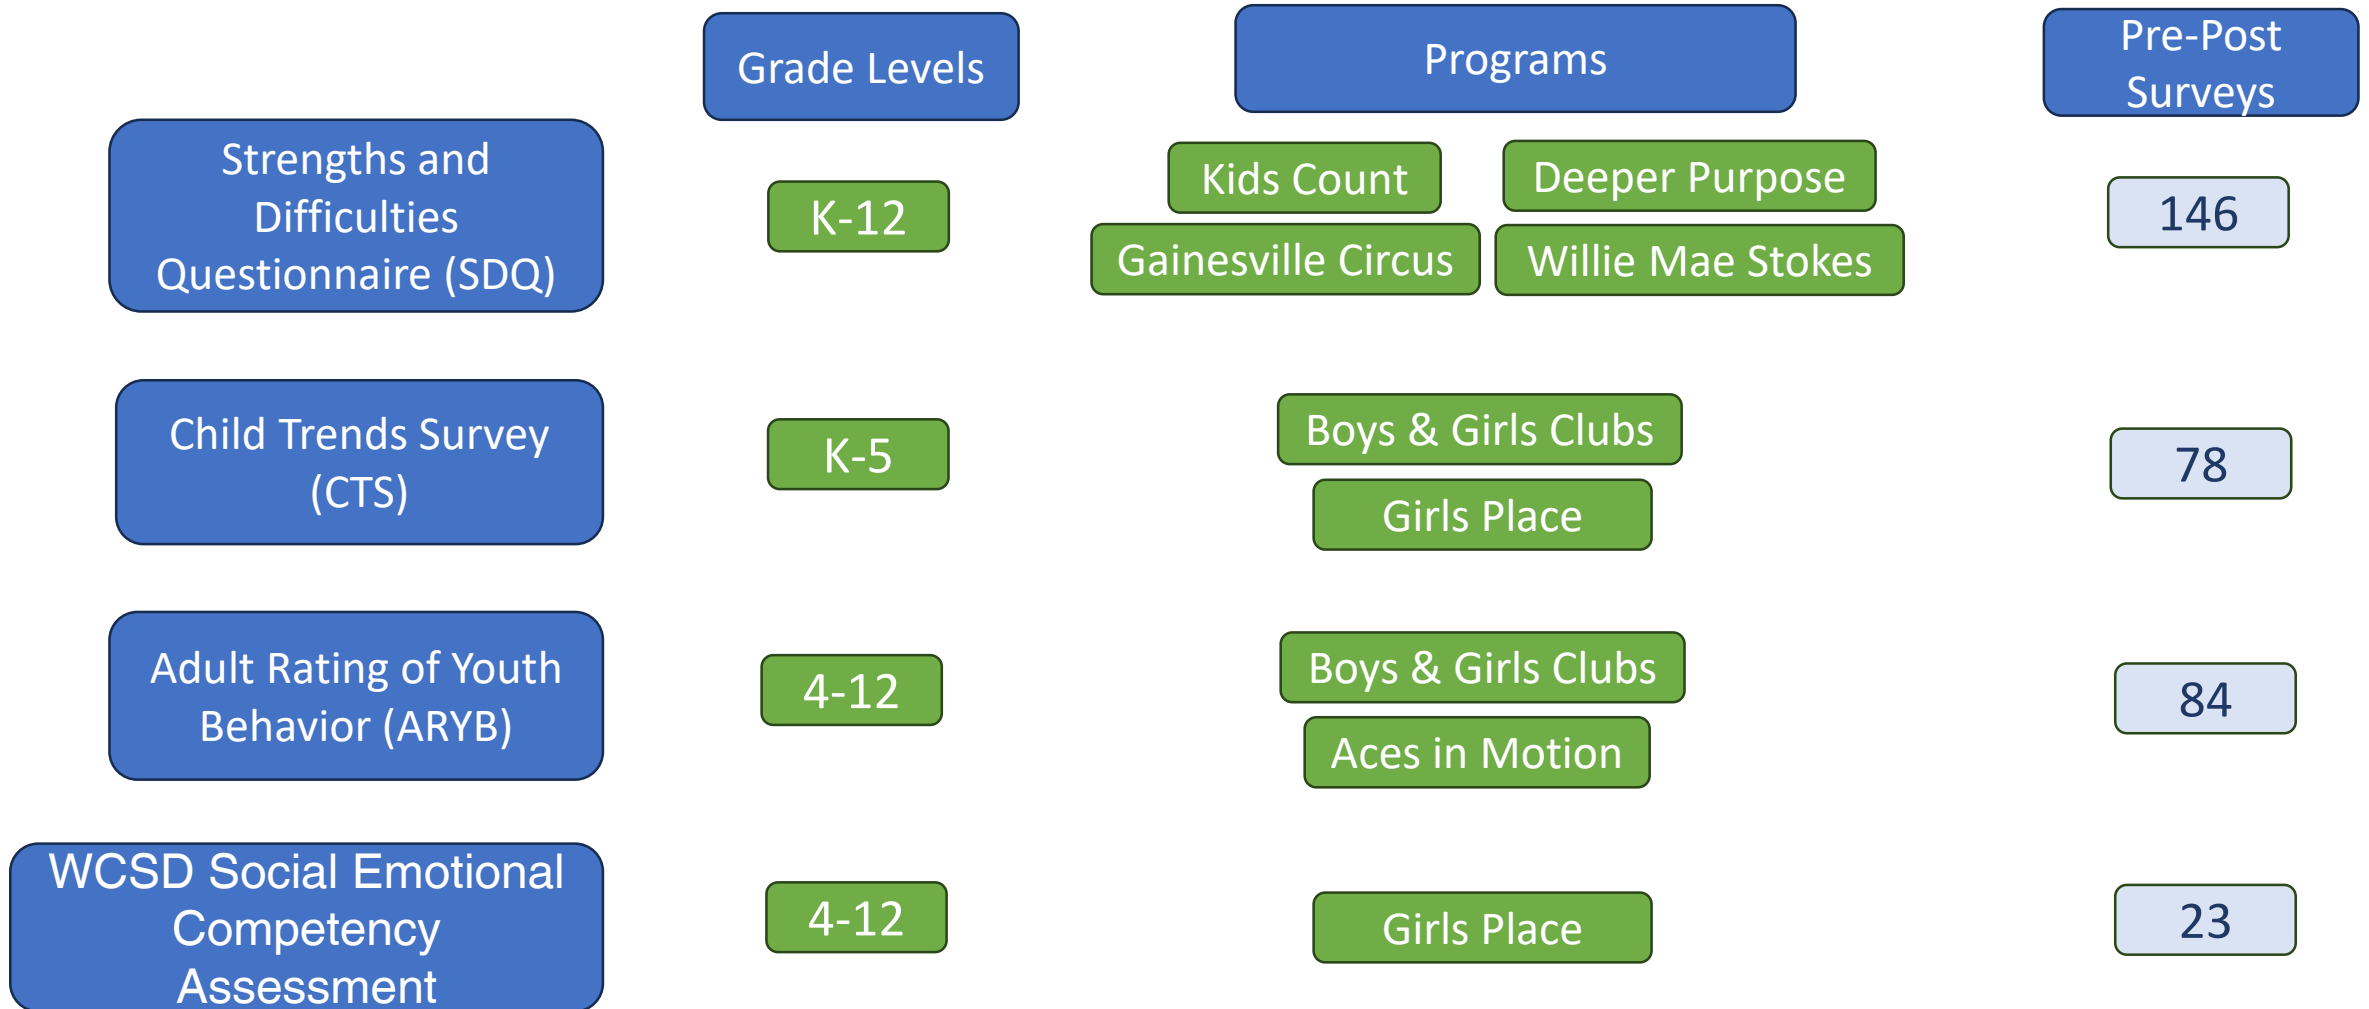 Grade Levels
Programs
Pre-Post
Surveys
Strengths and
Difficulties
Questionnaire (SDQ)
K-12
Kids Count
Deeper Purpose
Gainesville Circus
Willie Mae Stokes
146
Child Trends Survey
(CTS)
K-5
Boys & Girls Clubs
Girls Place
78
Adult Rating of Youth
Behavior (ARYB)
4-12
Boys & Girls Clubs
Aces in Motion
84
WCSD Social Emotional
Competency
Assessment
4-12
Girls Place
23